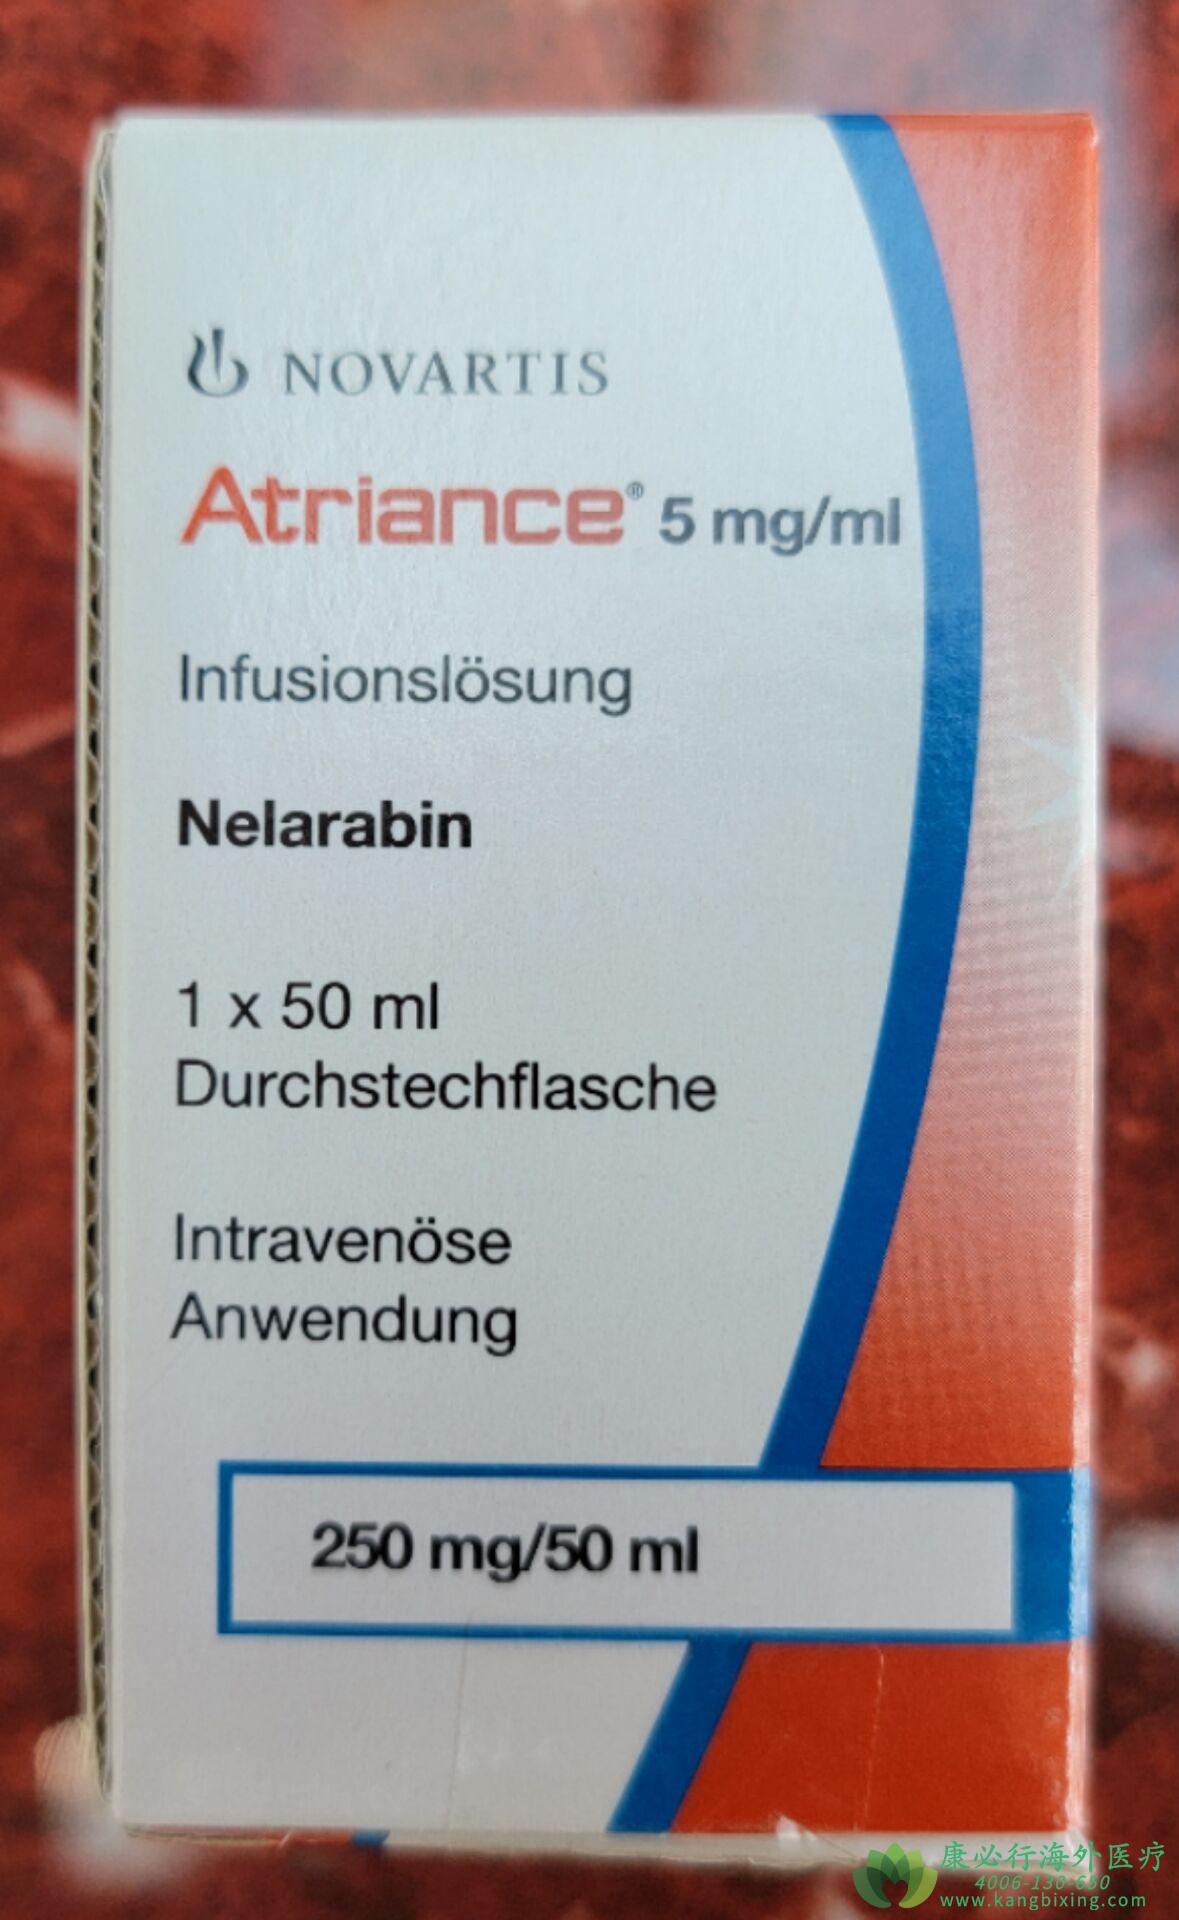 NOVARTIS
Atriance® 5 mg/ml
Infusionslösung
Nelarabin
1 x 50 ml
Durchstechflasche
Intravenöse
Anwendung
250 mg/50 ml
康必行海外医疗
4006-130-650
www.kangbixing.com